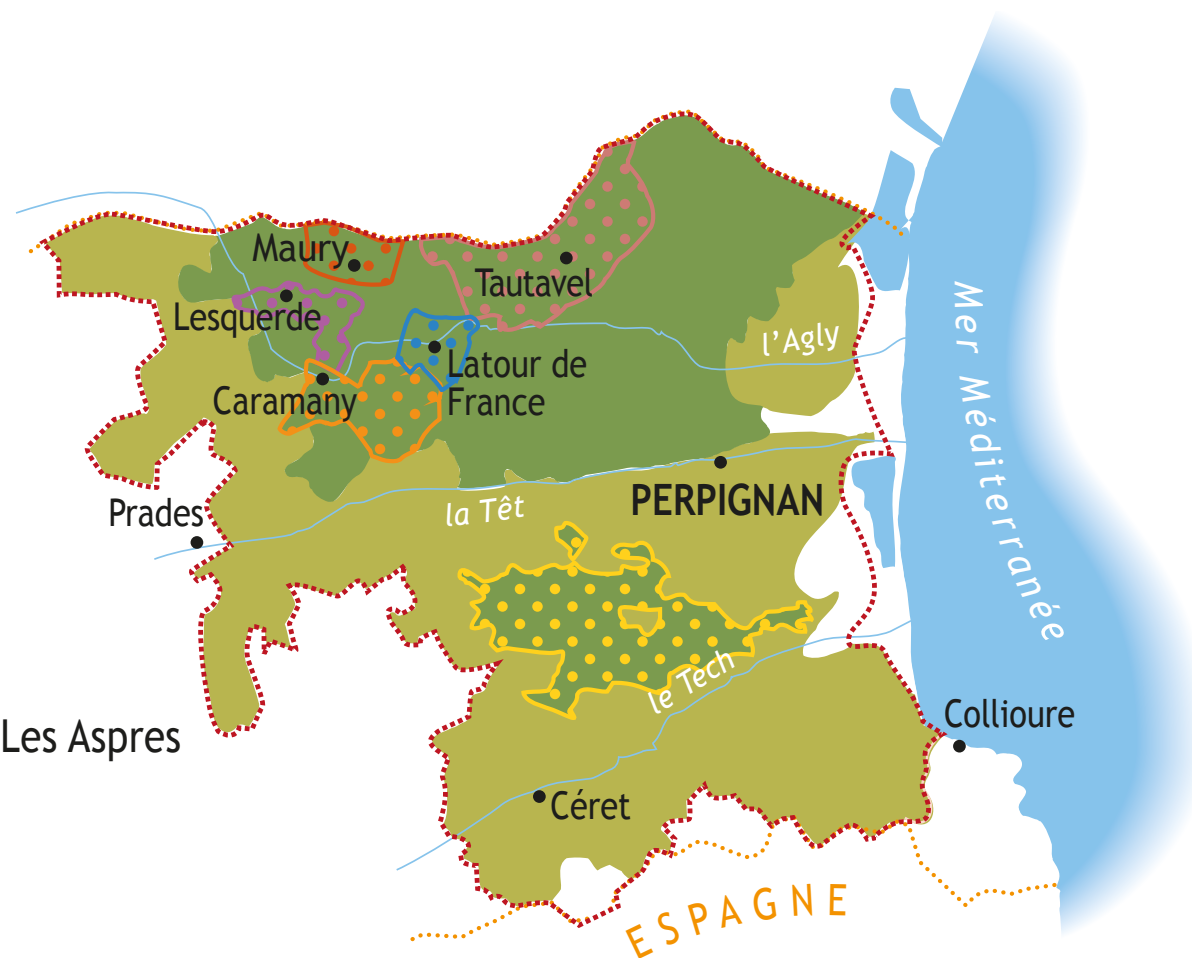 Maury
Tautavel
Lesquerde
l'Agly
Latour de
France
Caramany
Mer Méditerranée
PERPIGNAN
Prades
la Têt
le Tech
Les Aspres
Collioure
Céret
ESPAGNE